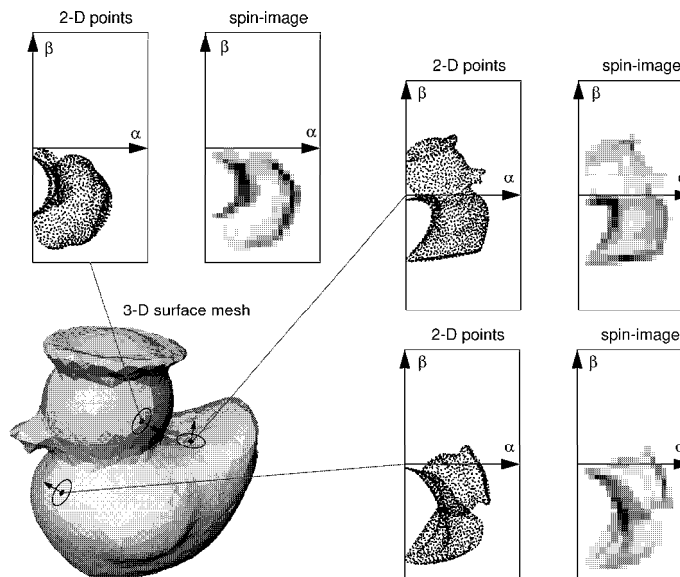 2-D points
spin-image
β
β
α
α
2-D points
spin-image
β
β
α
α
3-D surface mesh
2-D points
spin-image
β
β
α
α